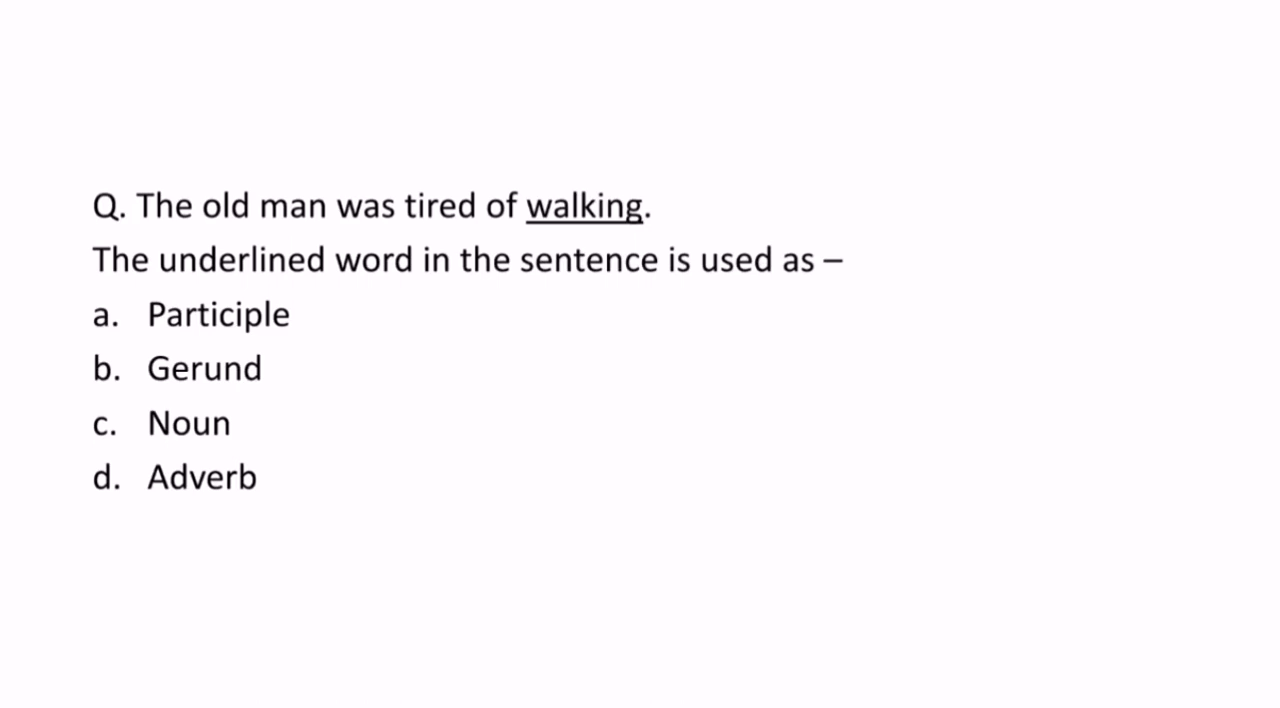 Q. The old man was tired of walking.
The underlined word in the sentence is used as –
a. Participle
b. Gerund
c. Noun
d. Adverb